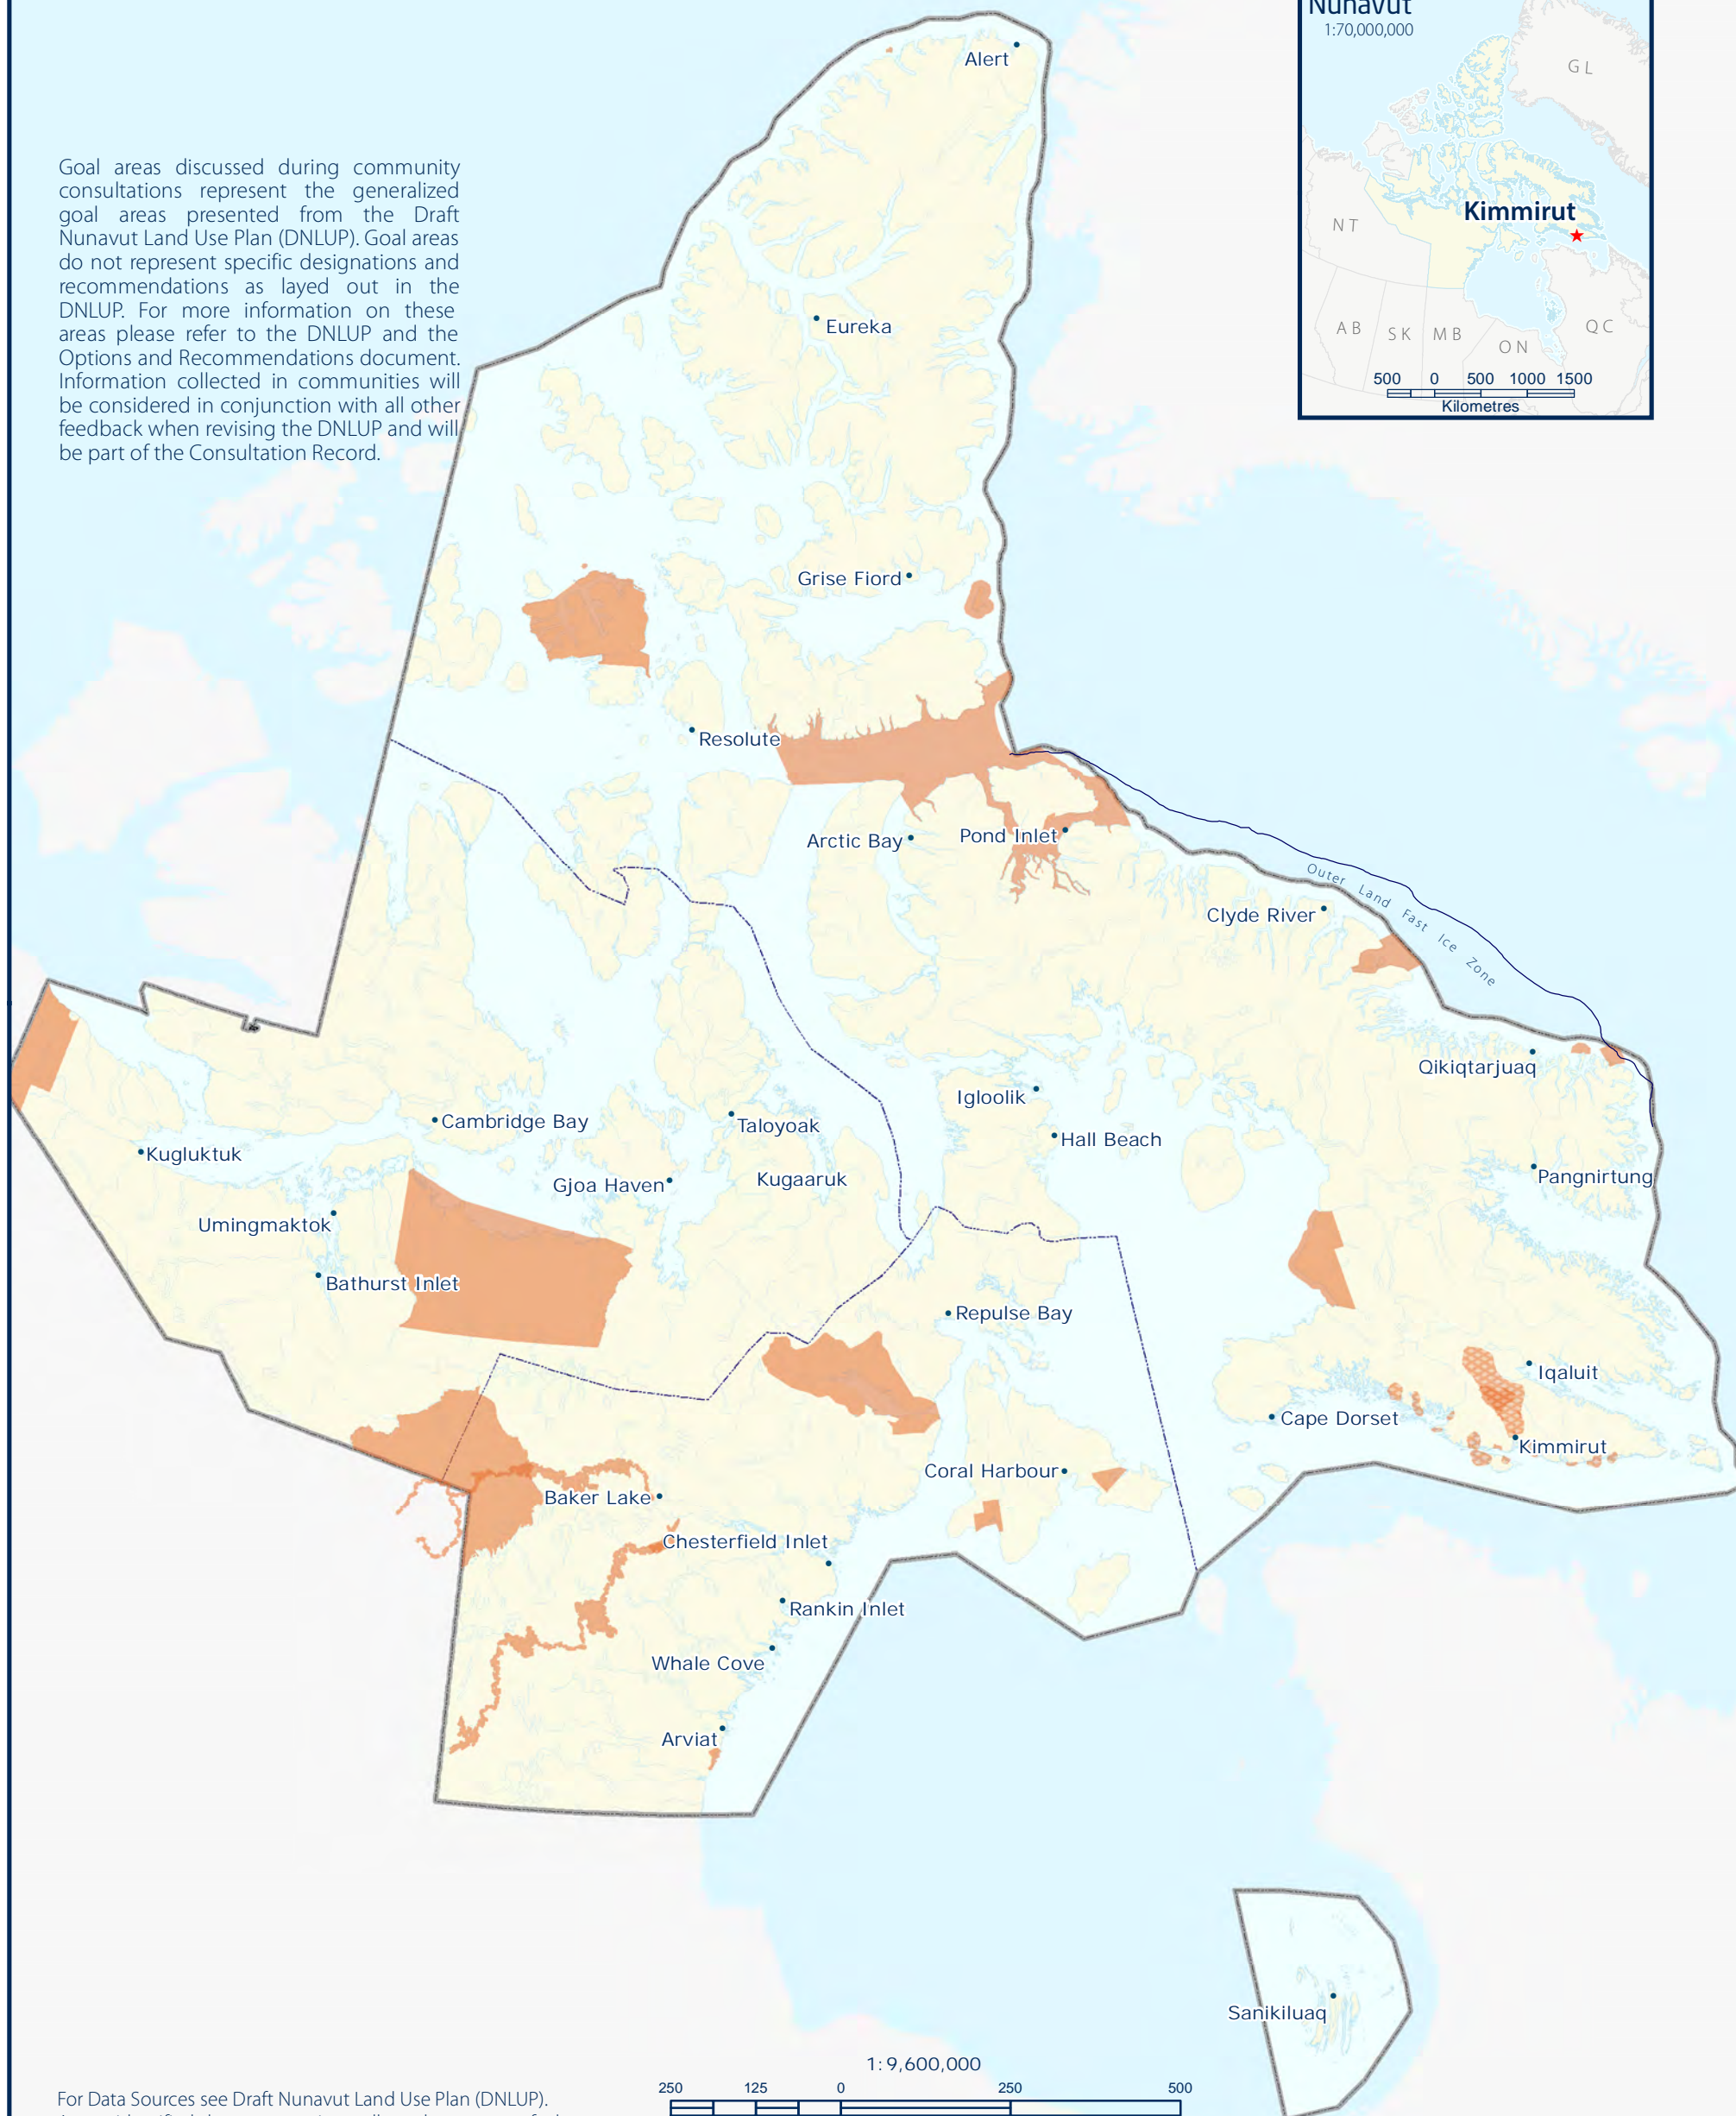 Nunavut
1:70,000,000
GL
NT
Kimmirut
AB
SK
MB
ON
QC
500 0 500 1000 1500
Kilometres
Goal areas discussed during community
consultations represent the generalized
goal areas presented from the Draft
Nunavut Land Use Plan (DNLUP). Goal areas
do not represent specific designations and
recommendations as layed out in the
DNLUP. For more information on these
areas please refer to the DNLUP and the
Options and Recommendations document.
Information collected in communities will
be considered in conjunction with all other
feedback when revising the DNLUP and will
be part of the Consultation Record.
Alert
Eureka
Grise Fiord
Resolute
Arctic Bay
Pond Inlet
Outer Land Fast Ice Zone
Clyde River
Qikiqtarjuaq
Igloolik
Cambridge Bay
Taloyoak
Hall Beach
Kugluktuk
Pangnirtung
Gjoa Haven
Kugaaruk
Umingmaktok
Bathurst Inlet
Repulse Bay
Iqaluit
Cape Dorset
Kimmirut
Coral Harbour
Baker Lake
Chesterfield Inlet
Rankin Inlet
Whale Cove
Arviat
Sanikiluaq
1:9,600,000
250 125 0 250 500
For Data Sources see Draft Nunavut Land Use Plan (DNLUP).